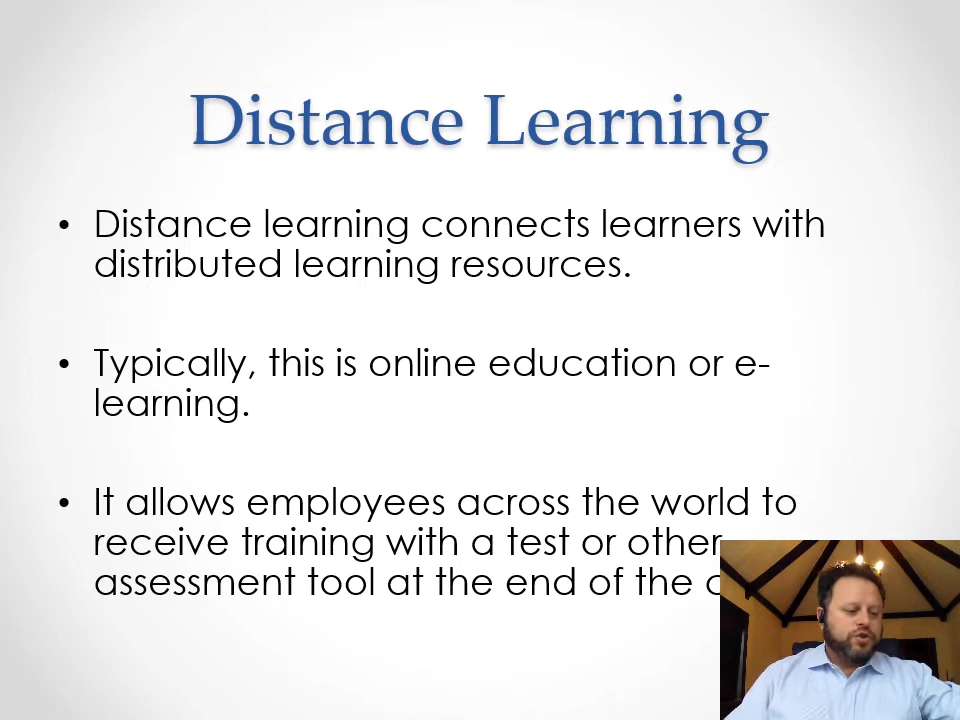 Distance Learning
• Distance learning connects learners with
distributed learning resources.
• Typically, this is online education or e-
learning.
• It allows employees across the world to
receive training with a test or other
assessment tool at the end of the